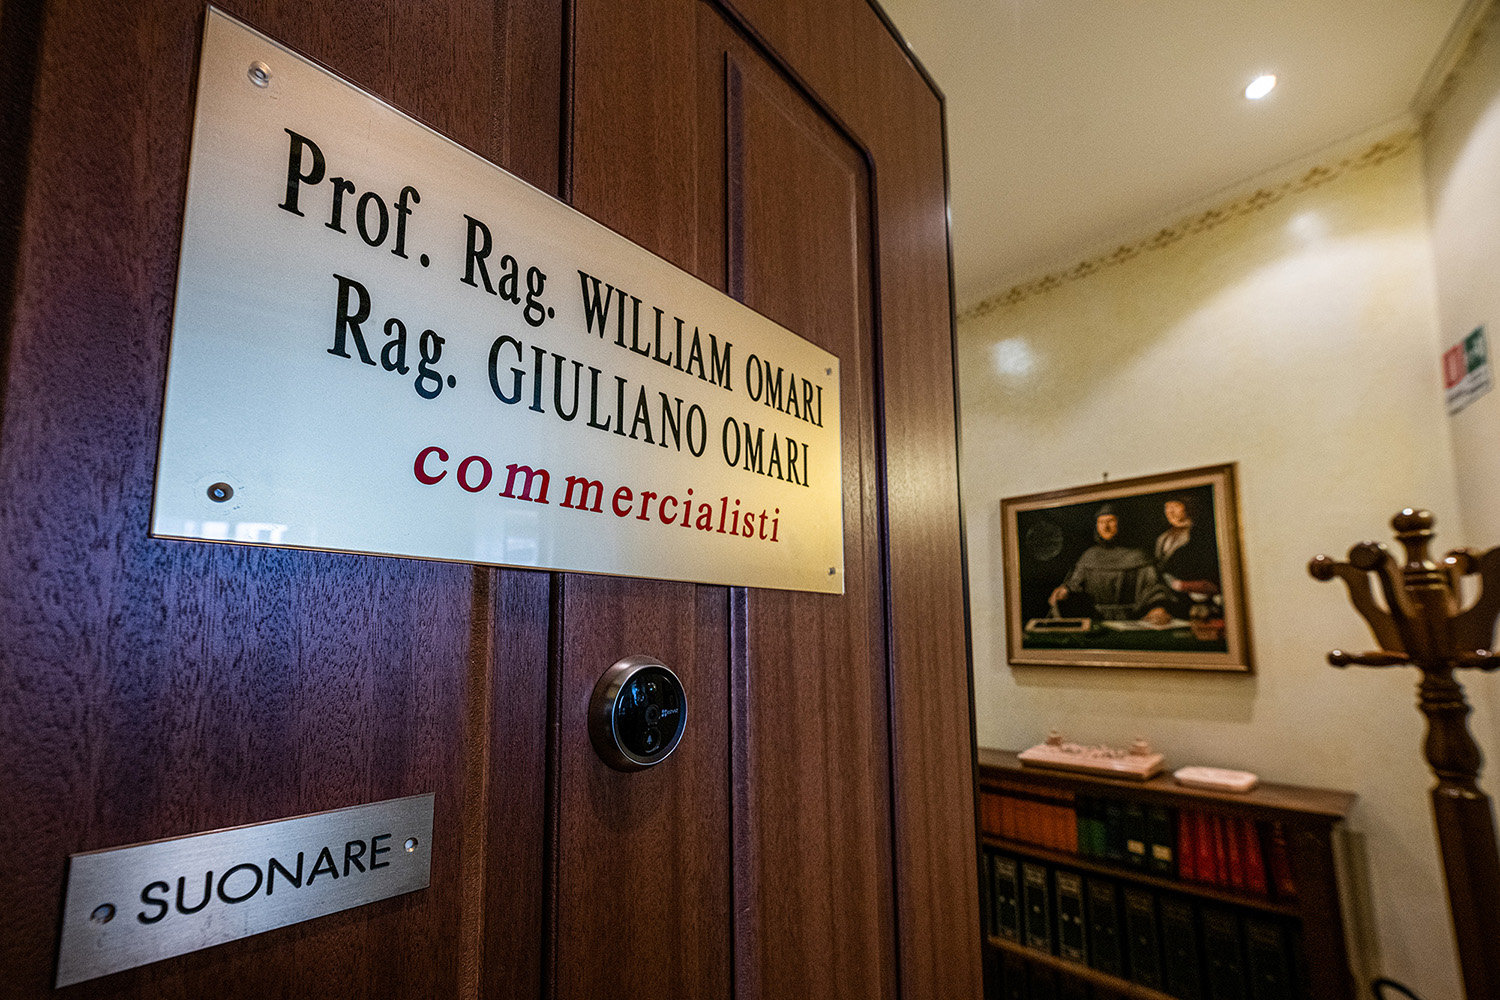 Prof. Rag. WILLIAM OMARI
Rag. GIULIANO OMARI
commercialisti
SUONARE